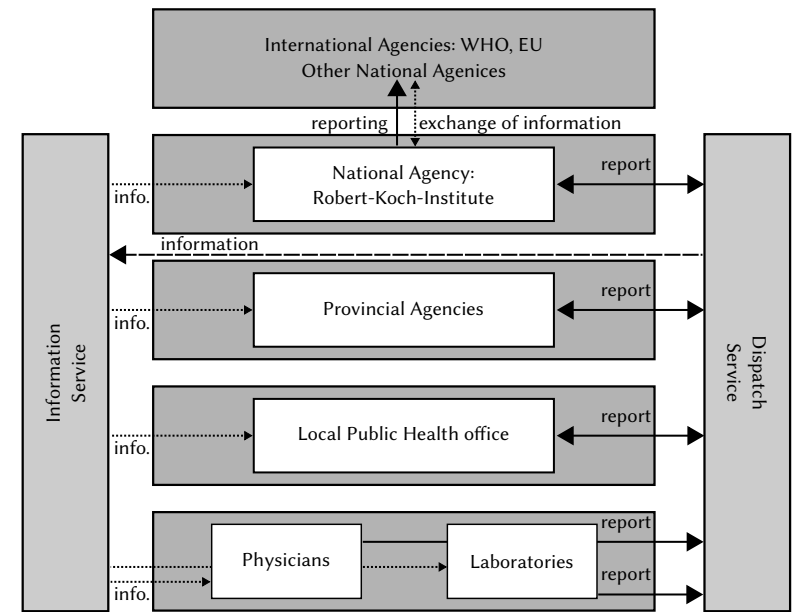 International Agencies: WHO, EU
Other National Agenices
reporting
exchange of information
National Agency:
Robert-Koch-Institute
report
info.
information
Provincial Agencies
report
info.
Information
Service
Dispatch
Service
Local Public Health office
report
info.
Physicians
Laboratories
report
report
info.